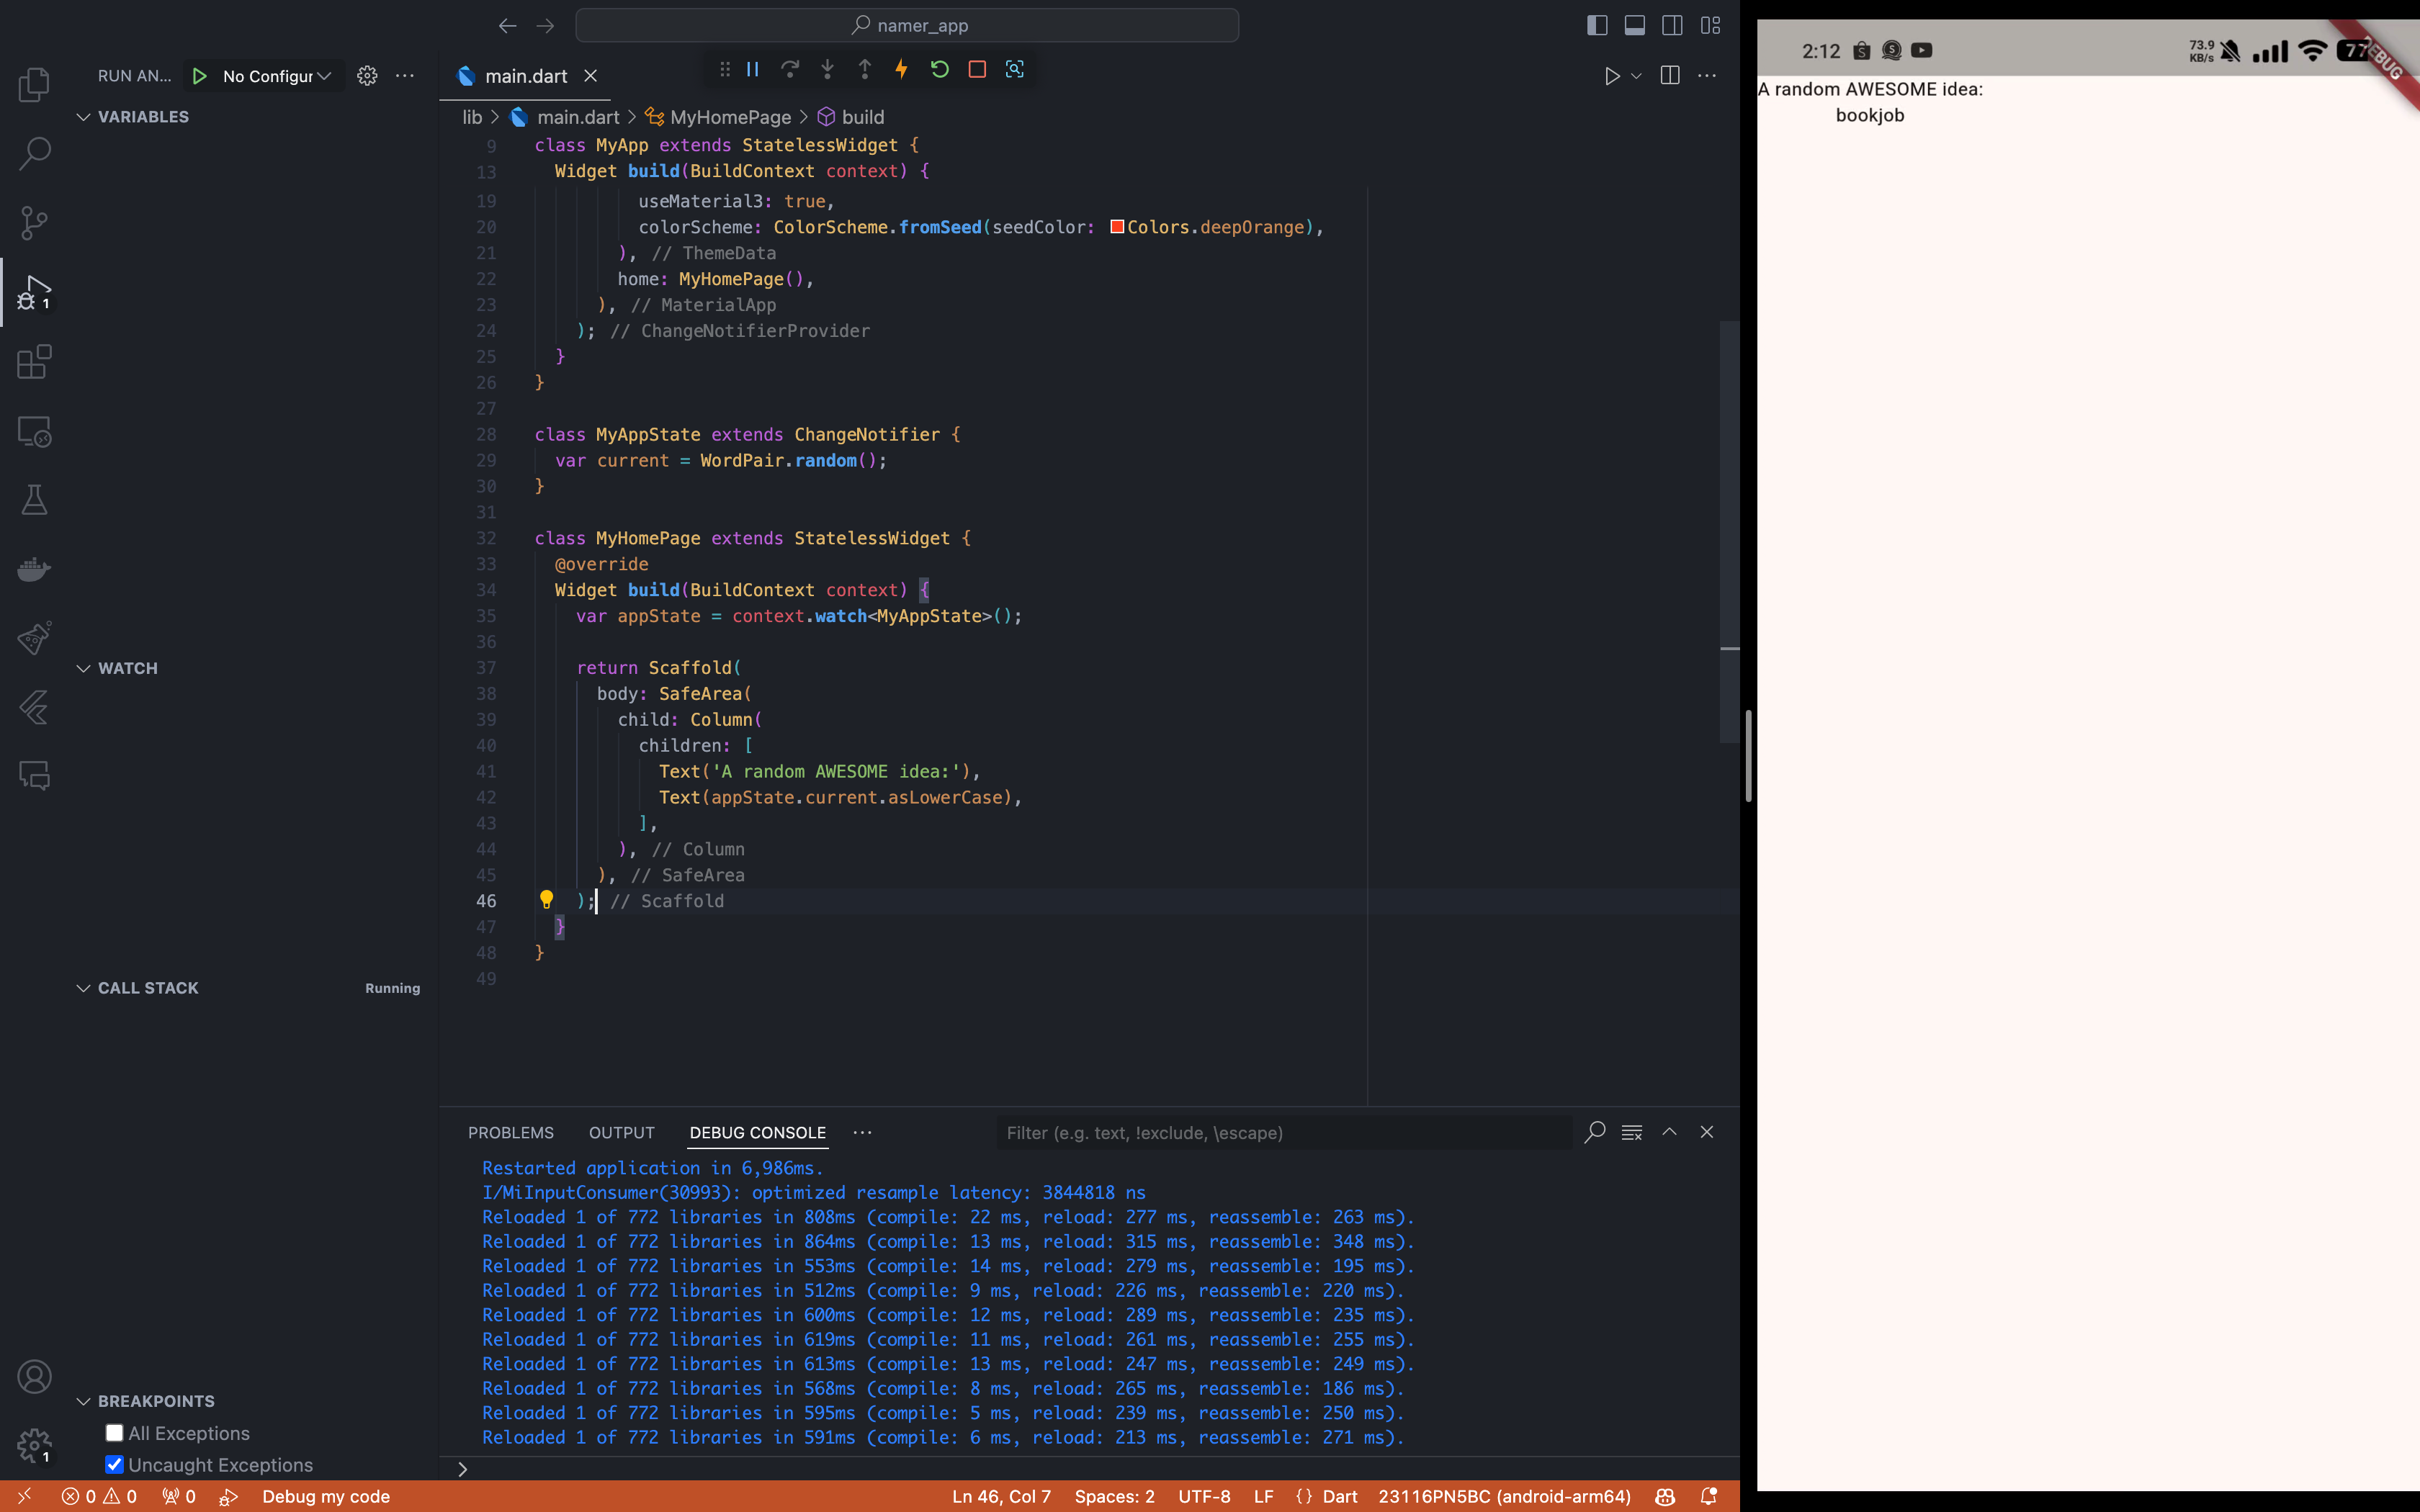 namer_app
RUN AN...
No Configur
main.dart
VARIABLES
lib > main.dart > MyHomePage > build
9 class MyApp extends StatelessWidget {
13 Widget build(BuildContext context) {
19 useMaterial3: true,
20 colorScheme: ColorScheme.fromSeed(seedColor: Colors.deepOrange),
21 ), // ThemeData
22 home: MyHomePage(),
23 ), // MaterialApp
24 ); // ChangeNotifierProvider
25 }
26 }
27
28 class MyAppState extends ChangeNotifier {
29 var current = WordPair.random();
30 }
31
32 class MyHomePage extends StatelessWidget {
33 @override
34 Widget build(BuildContext context) {
35 var appState = context.watch<MyAppState>();
36
37 return Scaffold(
38 body: SafeArea(
39 child: Column(
40 children: [
41 Text('A random AWESOME idea:'),
42 Text(appState.current.asLowerCase),
43 ],
44 ), // Column
45 ), // SafeArea
46 ); // Scaffold
47 }
48 }
49
1
WATCH
CALL STACK
Running
BREAKPOINTS
All Exceptions
Uncaught Exceptions
1
PROBLEMS OUTPUT DEBUG CONSOLE
Filter (e.g. text, !exclude, \escape)
Restarted application in 6,986ms.
I/MiInputConsumer(30993): optimized resample latency: 3844818 ns
Reloaded 1 of 772 libraries in 808ms (compile: 22 ms, reload: 277 ms, reassemble: 263 ms).
Reloaded 1 of 772 libraries in 864ms (compile: 13 ms, reload: 315 ms, reassemble: 348 ms).
Reloaded 1 of 772 libraries in 553ms (compile: 14 ms, reload: 279 ms, reassemble: 195 ms).
Reloaded 1 of 772 libraries in 512ms (compile: 9 ms, reload: 226 ms, reassemble: 220 ms).
Reloaded 1 of 772 libraries in 600ms (compile: 12 ms, reload: 289 ms, reassemble: 235 ms).
Reloaded 1 of 772 libraries in 619ms (compile: 11 ms, reload: 261 ms, reassemble: 255 ms).
Reloaded 1 of 772 libraries in 613ms (compile: 13 ms, reload: 247 ms, reassemble: 249 ms).
Reloaded 1 of 772 libraries in 568ms (compile: 8 ms, reload: 265 ms, reassemble: 186 ms).
Reloaded 1 of 772 libraries in 595ms (compile: 5 ms, reload: 239 ms, reassemble: 250 ms).
Reloaded 1 of 772 libraries in 591ms (compile: 6 ms, reload: 213 ms, reassemble: 271 ms).
0 0 0 Debug my code
Ln 46, Col 7 Spaces: 2 UTF-8 LF {} Dart 23116PN5BC (android-arm64)
2:12
73.9
KB/s
77
DEBUG
A random AWESOME idea:
bookjob